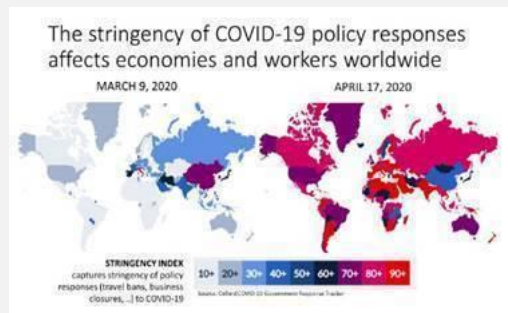 The stringency of COVID-19 policy responses
affects economies and workers worldwide
MARCH 9, 2020
APRIL 17, 2020
STRINGENCY INDEX
captures stringency of policy
responses (travel bans, business
closures, ..) to COVID-19
10+ 20+ 30+ 40+ 50+ 60+ 70+ 80+ 90+
Source: Oxford COVID-19 Government Response Tracker